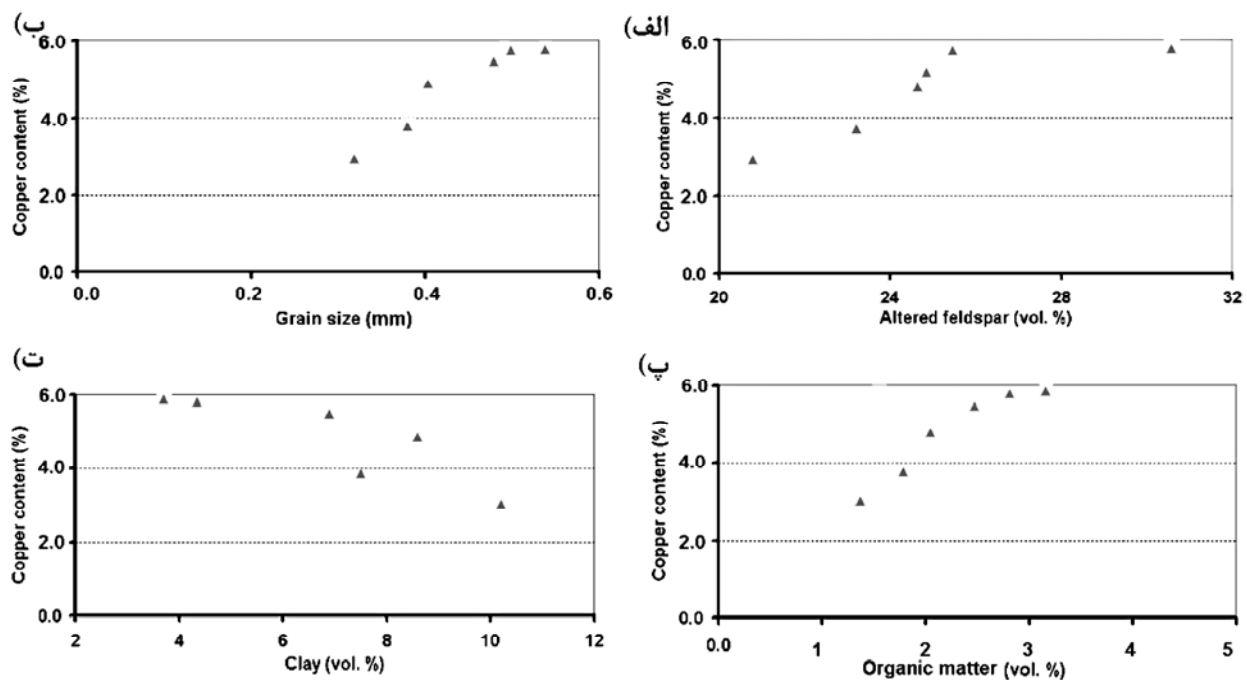 الف)
Copper content (%)
6.0
4.0
2.0
0.0
20 24 28 32
Altered feldspar (vol. %)
ب)
Copper content (%)
6.0
4.0
2.0
0.0
0.0 0.2 0.4 0.6
Grain size (mm)
پ)
Copper content (%)
6.0
4.0
2.0
0.0
0.0 1 2 3 4 5
Organic matter (vol. %)
ت)
Copper content (%)
6.0
4.0
2.0
0.0
2 4 6 8 10 12
Clay (vol. %)